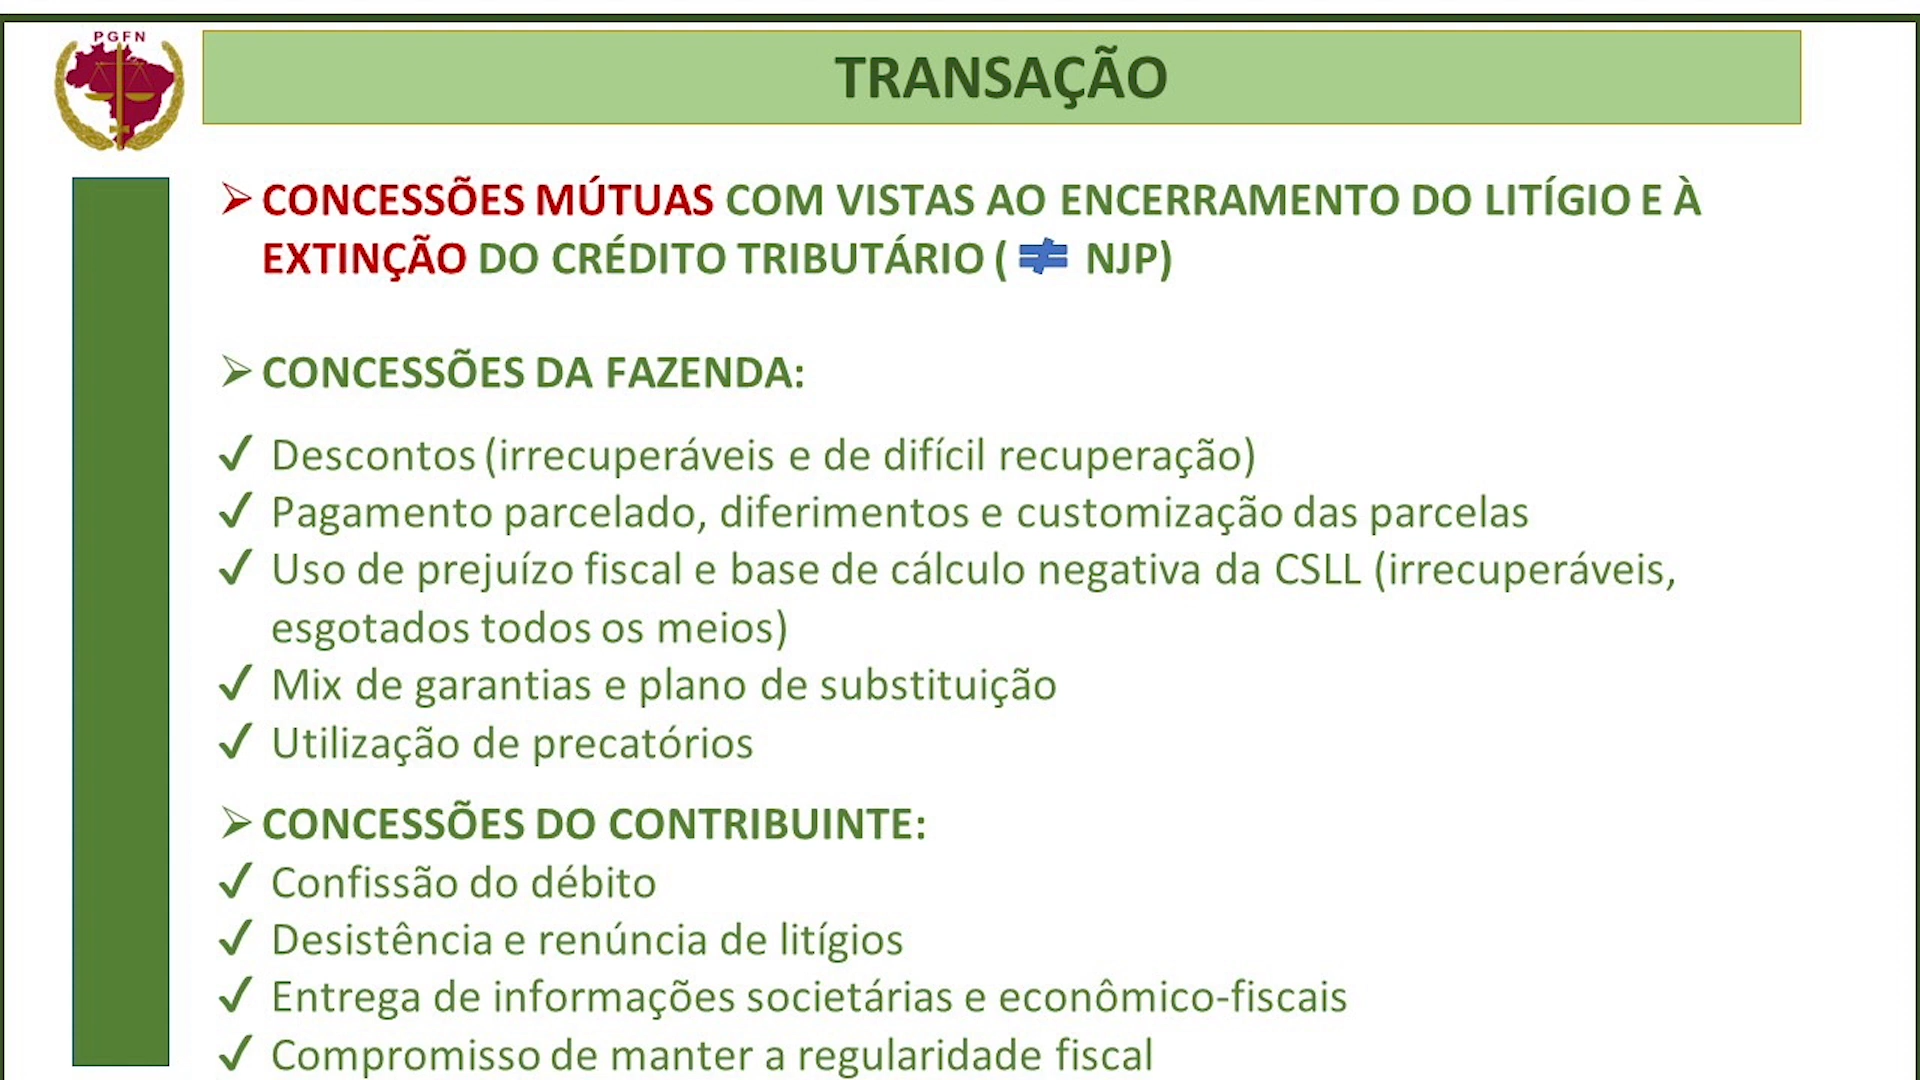 PGFN
TRANSAÇÃO
➢ CONCESSÕES MÚTUAS COM VISTAS AO ENCERRAMENTO DO LITÍGIO E À
EXTINÇÃO DO CRÉDITO TRIBUTÁRIO ( ≠ NJP)
➢ CONCESSÕES DA FAZENDA:
✓ Descontos (irrecuperáveis e de difícil recuperação)
✓ Pagamento parcelado, diferimentos e customização das parcelas
✓ Uso de prejuízo fiscal e base de cálculo negativa da CSLL (irrecuperáveis,
esgotados todos os meios)
✓ Mix de garantias e plano de substituição
✓ Utilização de precatórios
➢ CONCESSÕES DO CONTRIBUINTE:
✓ Confissão do débito
✓ Desistência e renúncia de litígios
✓ Entrega de informações societárias e econômico-fiscais
✓ Compromisso de manter a regularidade fiscal